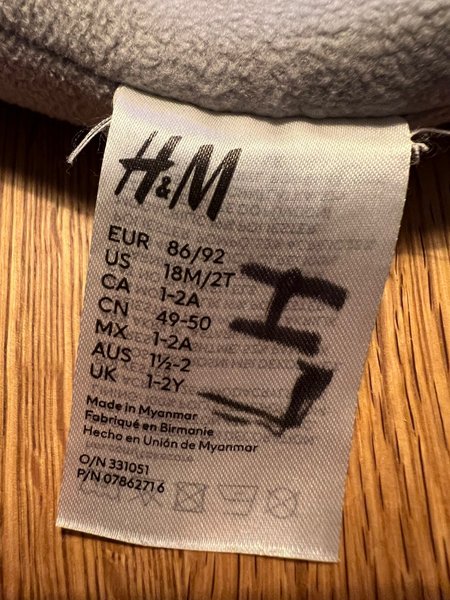 H&M
EUR 86/92
US 18M/2T
CA 1-2A
CN 49-50
MX 1-2A
AUS 1½-2
UK 1-2Y
Made in Myanmar
Fabriqué en Birmanie
Hecho en Unión de Myanmar
O/N 331051
P/N 07862716
H